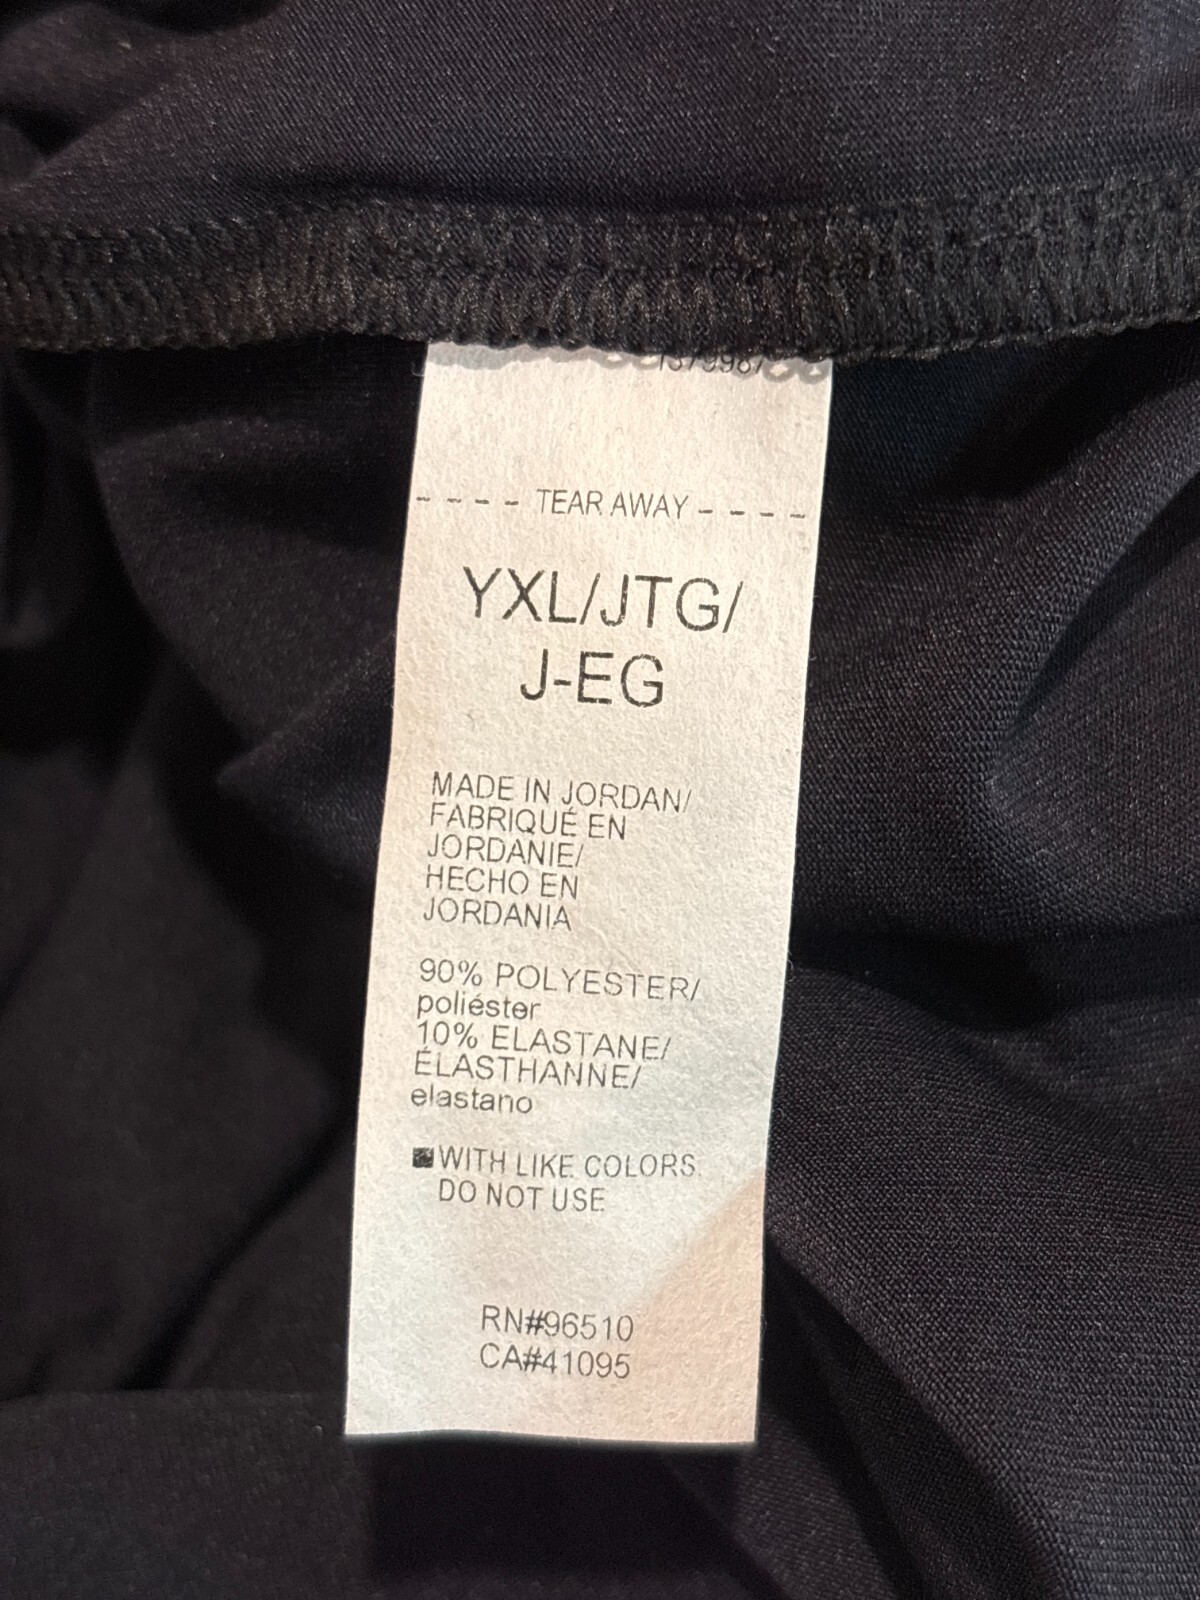 - - - - TEAR AWAY - - - -
YXL/JTG/
J-EG
MADE IN JORDAN/
FABRIQUÉ EN
JORDANIE/
HECHO EN
JORDANIA
90% POLYESTER/
poliéster
10% ELASTANE/
ÉLASTHANNE/
elastano
■WITH LIKE COLORS.
DO NOT USE
RN#96510
CA#41095